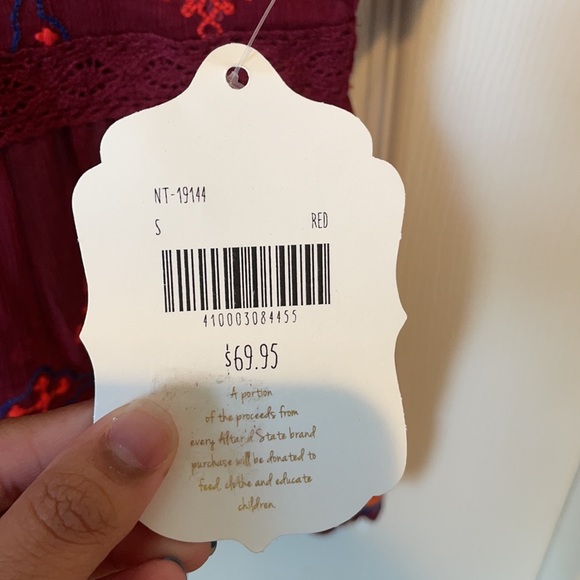 NT-19144
S RED
410003084455
$69.95
A portion
of the proceeds from
every Altar'd State brand
purchase will be donated to
feed, clothe and educate
children.